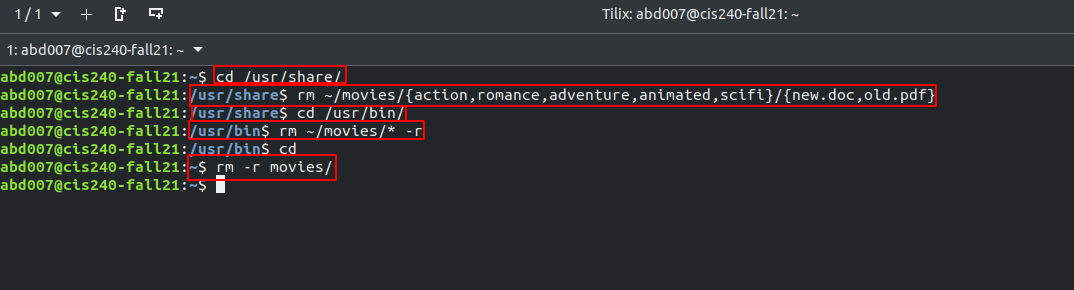 1 / 1
Tilix: abd007@cis240-fall21: ~
1: abd007@cis240-fall21: ~
abd007@cis240-fall21:~$ cd /usr/share/
abd007@cis240-fall21:/usr/share$ rm ~/movies/{action,romance,adventure,animated,scifi}/{new.doc,old.pdf}
abd007@cis240-fall21:/usr/share$ cd /usr/bin/
abd007@cis240-fall21:/usr/bin$ rm ~/movies/* -r
abd007@cis240-fall21:/usr/bin$ cd
abd007@cis240-fall21:~$ rm -r movies/
abd007@cis240-fall21:~$